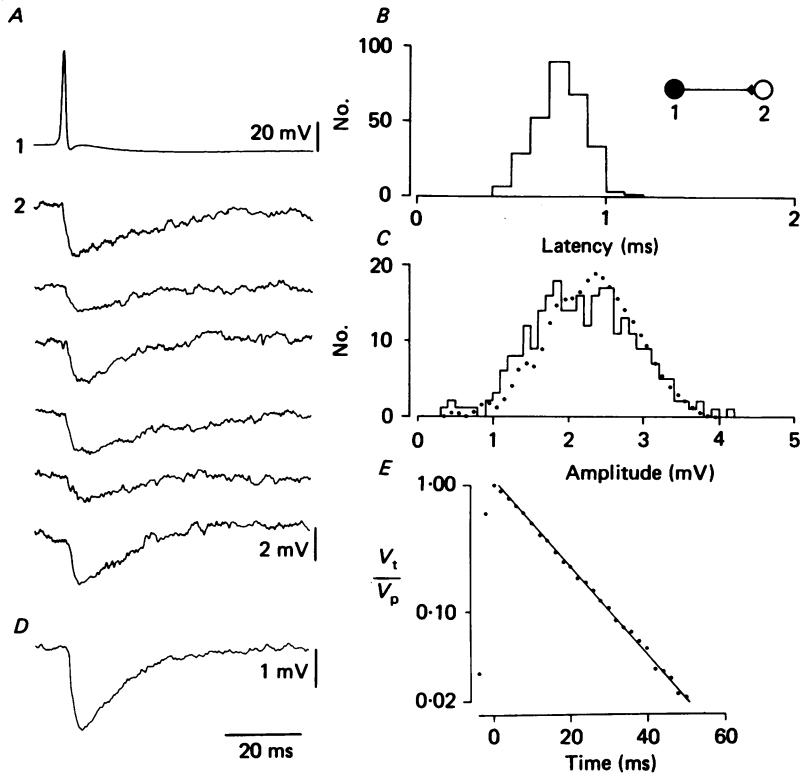 A
1
20 mV
2
2 mV
D
1 mV
20 ms
B
100
50
0
No.
1 2
0 1 2
Latency (ms)
C
20
10
0
No.
0 1 2 3 4 5
Amplitude (mV)
E
1·00
0·10
0·02
Vt
Vp
0 20 40 60
Time (ms)